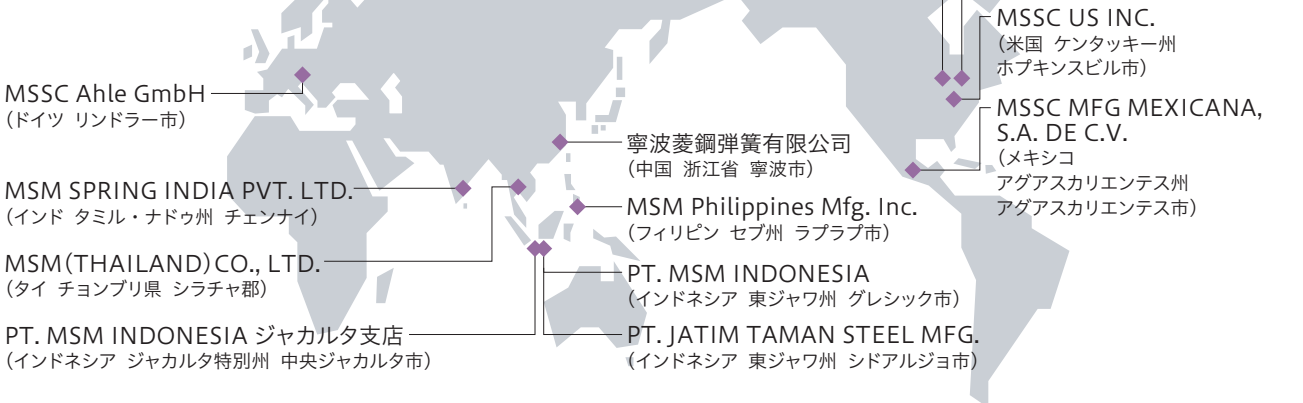 MSSC Ahle GmbH
（ドイツ リンドラー市）
MSM SPRING INDIA PVT. LTD.
（インド タミル・ナドゥ州 チェンナイ）
MSM（THAILAND）CO., LTD.
（タイ チョンブリ県 シラチャ郡）
PT. MSM INDONESIA ジャカルタ支店
（インドネシア ジャカルタ特別州 中央ジャカルタ市）
寧波菱鋼弾簧有限公司
（中国 浙江省 寧波市）
MSM Philippines Mfg. Inc.
（フィリピン セブ州 ラプラプ市）
PT. MSM INDONESIA
（インドネシア 東ジャワ州 グレシック市）
PT. JATIM TAMAN STEEL MFG.
（インドネシア 東ジャワ州 シドアルジョ市）
MSSC US INC.
（米国 ケンタッキー州
ホプキンスビル市）
MSSC MFG MEXICANA,
S.A. DE C.V.
（メキシコ
アグアスカリエンテス州
アグアスカリエンテス市）